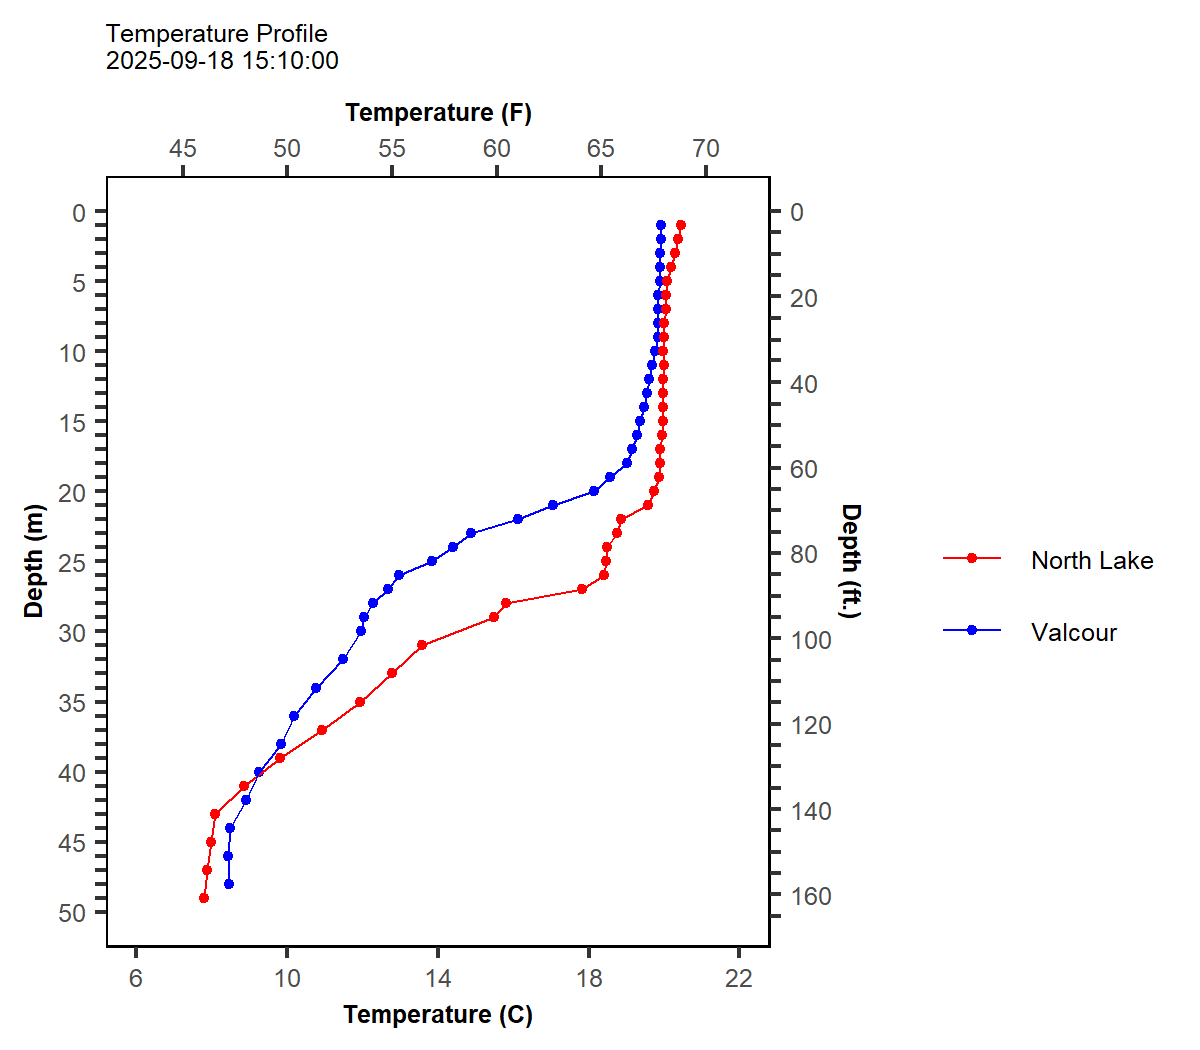 Temperature Profile
2025-09-18 15:10:00
Temperature (F)
45 50 55 60 65 70
0
5
10
15
20
25
30
35
40
45
50
Depth (m)
0
20
40
60
80
100
120
140
160
Depth (ft.)
North Lake
Valcour
6 10 14 18 22
Temperature (C)